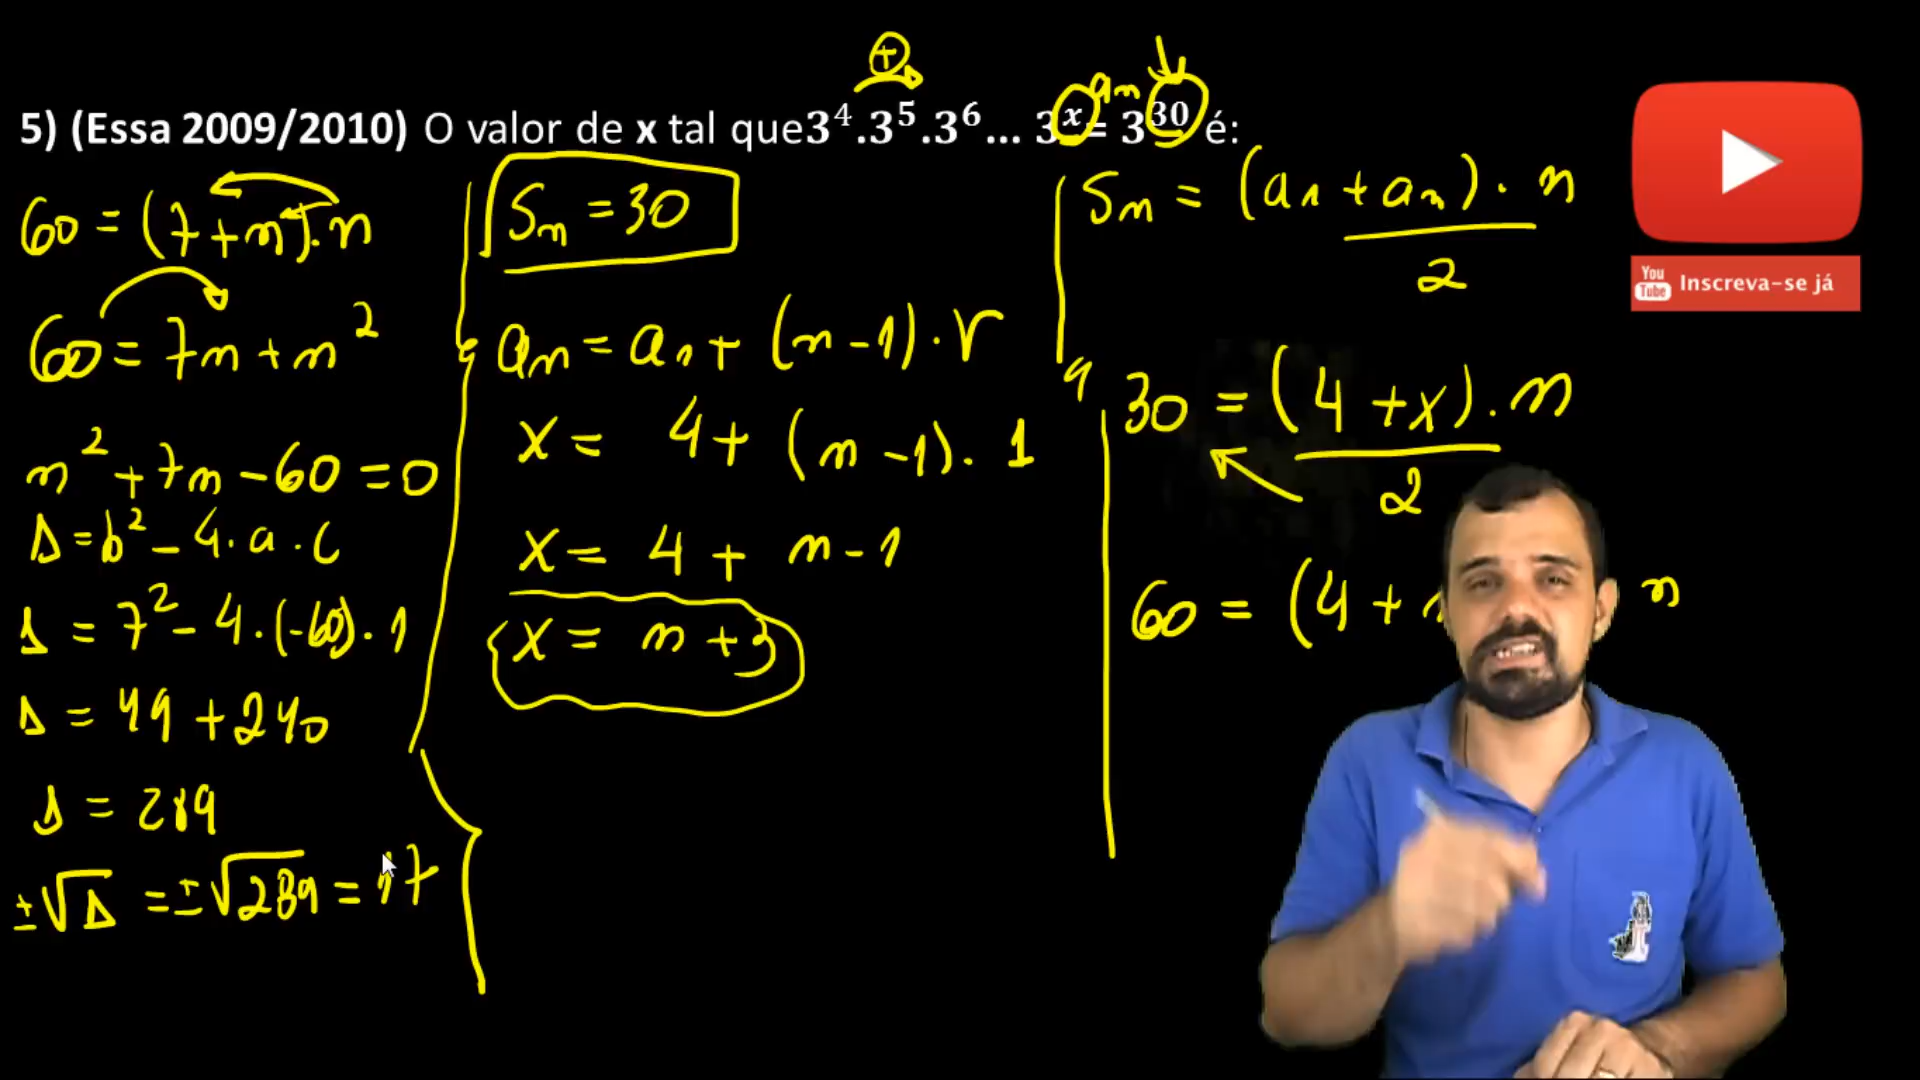 5) (Essa 2009/2010) O valor de x tal que3⁴.3⁵.3⁶... 3ˣ= 3³⁰ é:
+
an
60 = (7+n).n
60 = 7n+n²
n²+7n-60=0
Δ=b²-4.a.c
Δ = 7²-4.(-60).1
Δ = 49+240
Δ = 289
±√Δ =±√289=17
Sn =30
an=a1+(n-1).r
x= 4+(n-1).1
x= 4+ n-1
x= n+3
Sn = (a1+an).n
2
30 = (4+x).n
2
60 = (4+
n
You
Tube
Inscreva-se já